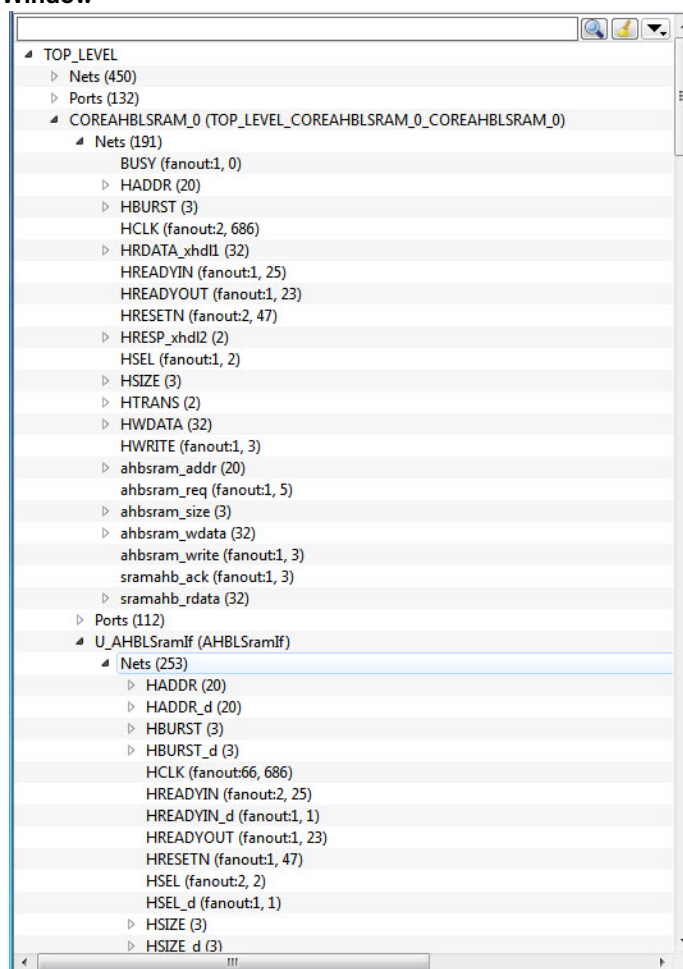 Window
TOP_LEVEL
Nets (450)
Ports (132)
COREAHBLSRAM_0 (TOP_LEVEL_COREAHBLSRAM_0_COREAHBLSRAM_0)
Nets (191)
BUSY (fanout:1, 0)
HADDR (20)
HBURST (3)
HCLK (fanout:2, 686)
HRDATA_xhdl1 (32)
HREADYIN (fanout:1, 25)
HREADYOUT (fanout:1, 23)
HRESETN (fanout:2, 47)
HRESP_xhdl2 (2)
HSEL (fanout:1, 2)
HSIZE (3)
HTRANS (2)
HWDATA (32)
HWRITE (fanout:1, 3)
ahbsram_addr (20)
ahbsram_req (fanout:1, 5)
ahbsram_size (3)
ahbsram_wdata (32)
ahbsram_write (fanout:1, 3)
sramahb_ack (fanout:1, 3)
sramahb_rdata (32)
Ports (112)
U_AHBLSramIf (AHBLSramIf)
Nets (253)
HADDR (20)
HADDR_d (20)
HBURST (3)
HBURST_d (3)
HCLK (fanout:66, 686)
HREADYIN (fanout:2, 25)
HREADYIN_d (fanout:1, 1)
HREADYOUT (fanout:1, 23)
HRESETN (fanout:1, 47)
HSEL (fanout:2, 2)
HSEL_d (fanout:1, 1)
HSIZE (3)
HSIZE_d (3)